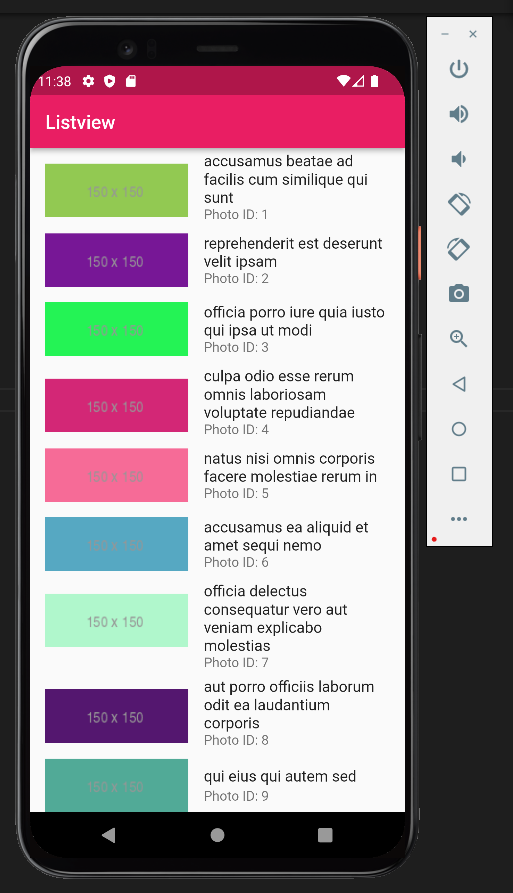 11:38
Listview
150 x 150
accusamus beatae ad
facilis cum similique qui
sunt
Photo ID: 1
150 x 150
reprehenderit est deserunt
velit ipsam
Photo ID: 2
150 x 150
officia porro iure quia iusto
qui ipsa ut modi
Photo ID: 3
150 x 150
culpa odio esse rerum
omnis laboriosam
voluptate repudiandae
Photo ID: 4
150 x 150
natus nisi omnis corporis
facere molestiae rerum in
Photo ID: 5
150 x 150
accusamus ea aliquid et
amet sequi nemo
Photo ID: 6
150 x 150
officia delectus
consequatur vero aut
veniam explicabo
molestias
Photo ID: 7
150 x 150
aut porro officiis laborum
odit ea laudantium
corporis
Photo ID: 8
150 x 150
qui eius qui autem sed
Photo ID: 9